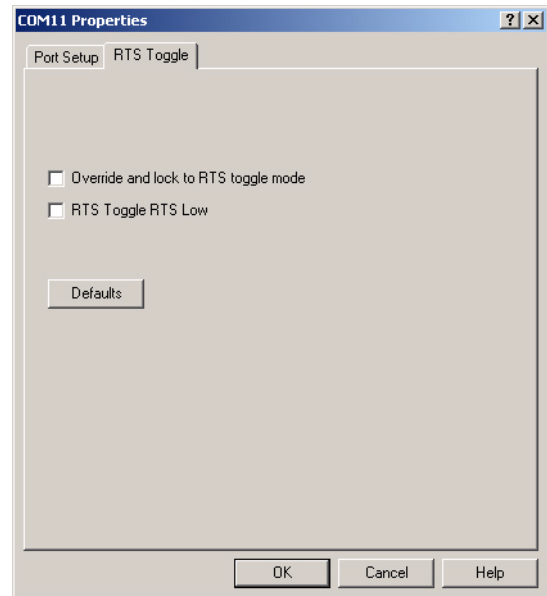 COM11 Properties
Port Setup RTS Toggle
Override and lock to RTS toggle mode
RTS Toggle RTS Low
Defaults
OK Cancel Help